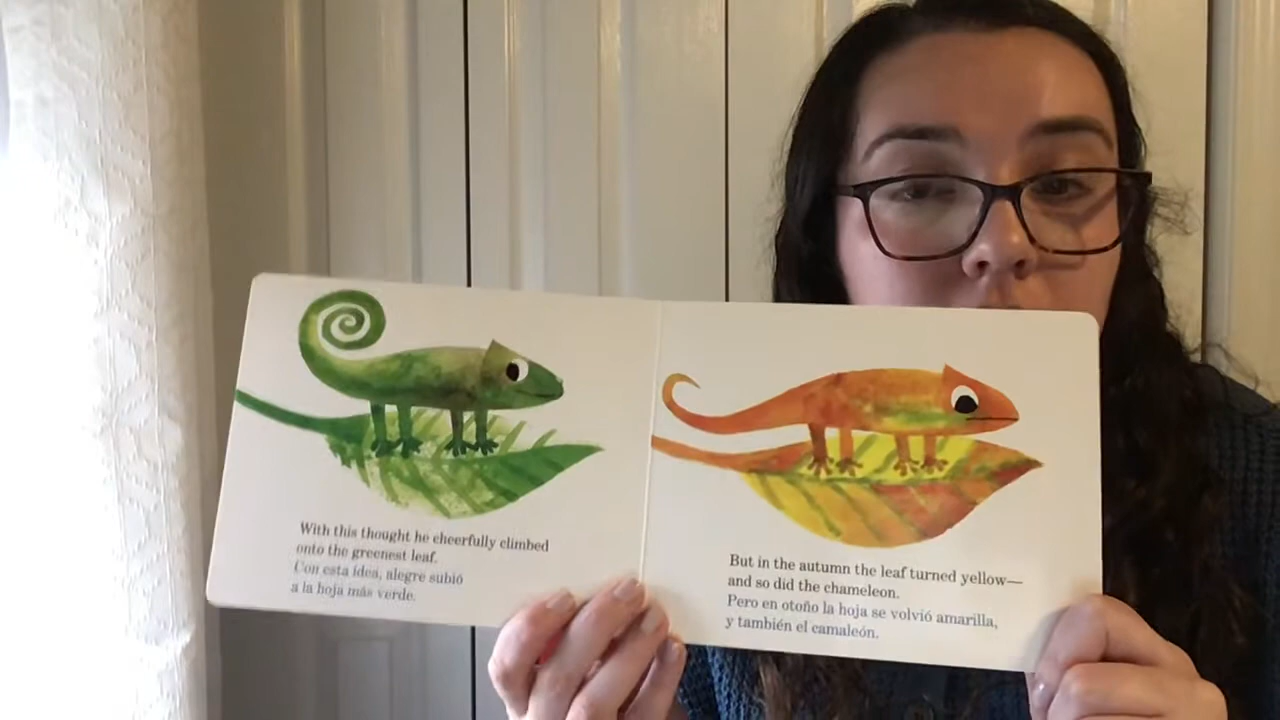 With this thought he cheerfully climbed
onto the greenest leaf.
Con esta idea, alegre subió
a la hoja más verde.
But in the autumn the leaf turned yellow—
and so did the chameleon.
Pero en otoño la hoja se volvió amarilla,
y también el camaleón.